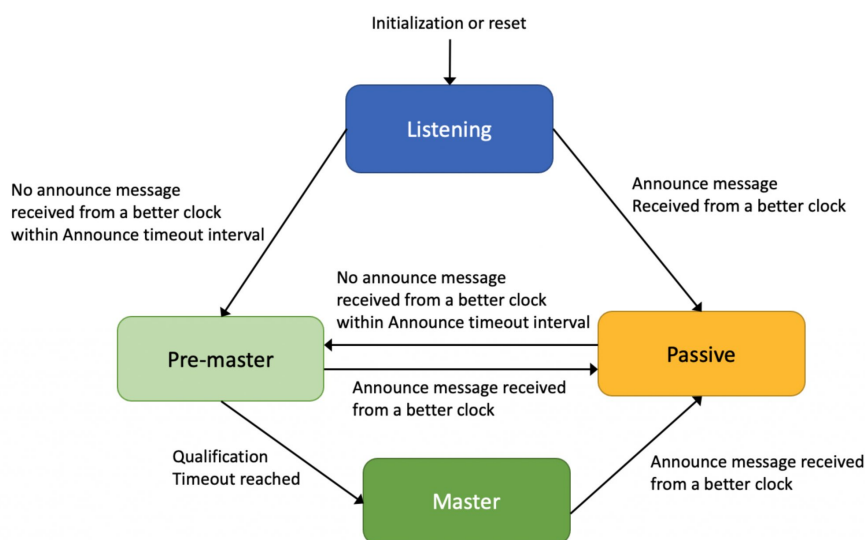 Initialization or reset
Listening
No announce message
received from a better clock
within Announce timeout interval
Announce message
Received from a better clock
No announce message
received from a better clock
within Announce timeout interval
Pre-master
Passive
Announce message received
from a better clock
Qualification
Timeout reached
Master
Announce message received
from a better clock